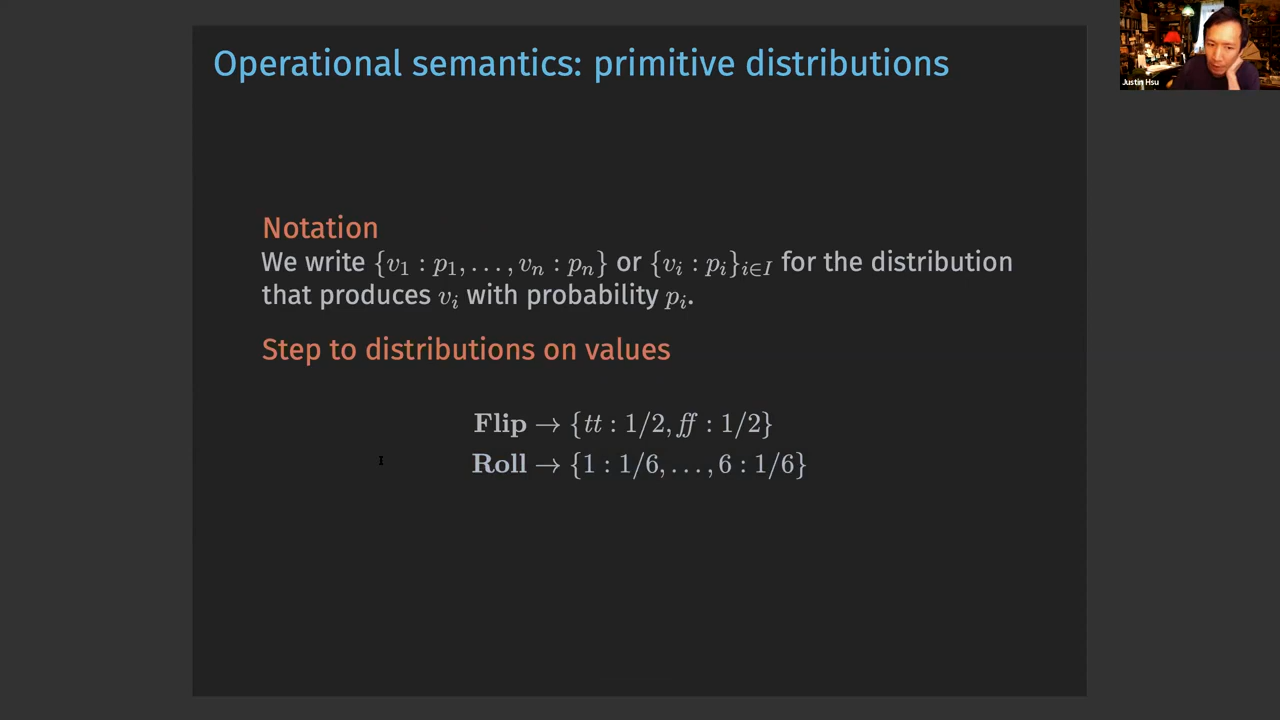 Operational semantics: primitive distributions
Justin Hsu
Notation
We write {v₁ : p₁, . . . , vₙ : pₙ} or {vᵢ : pᵢ}ᵢ∈I for the distribution
that produces vᵢ with probability pᵢ.
Step to distributions on values
Flip → {tt : 1/2, ff : 1/2}
Roll → {1 : 1/6, . . . , 6 : 1/6}